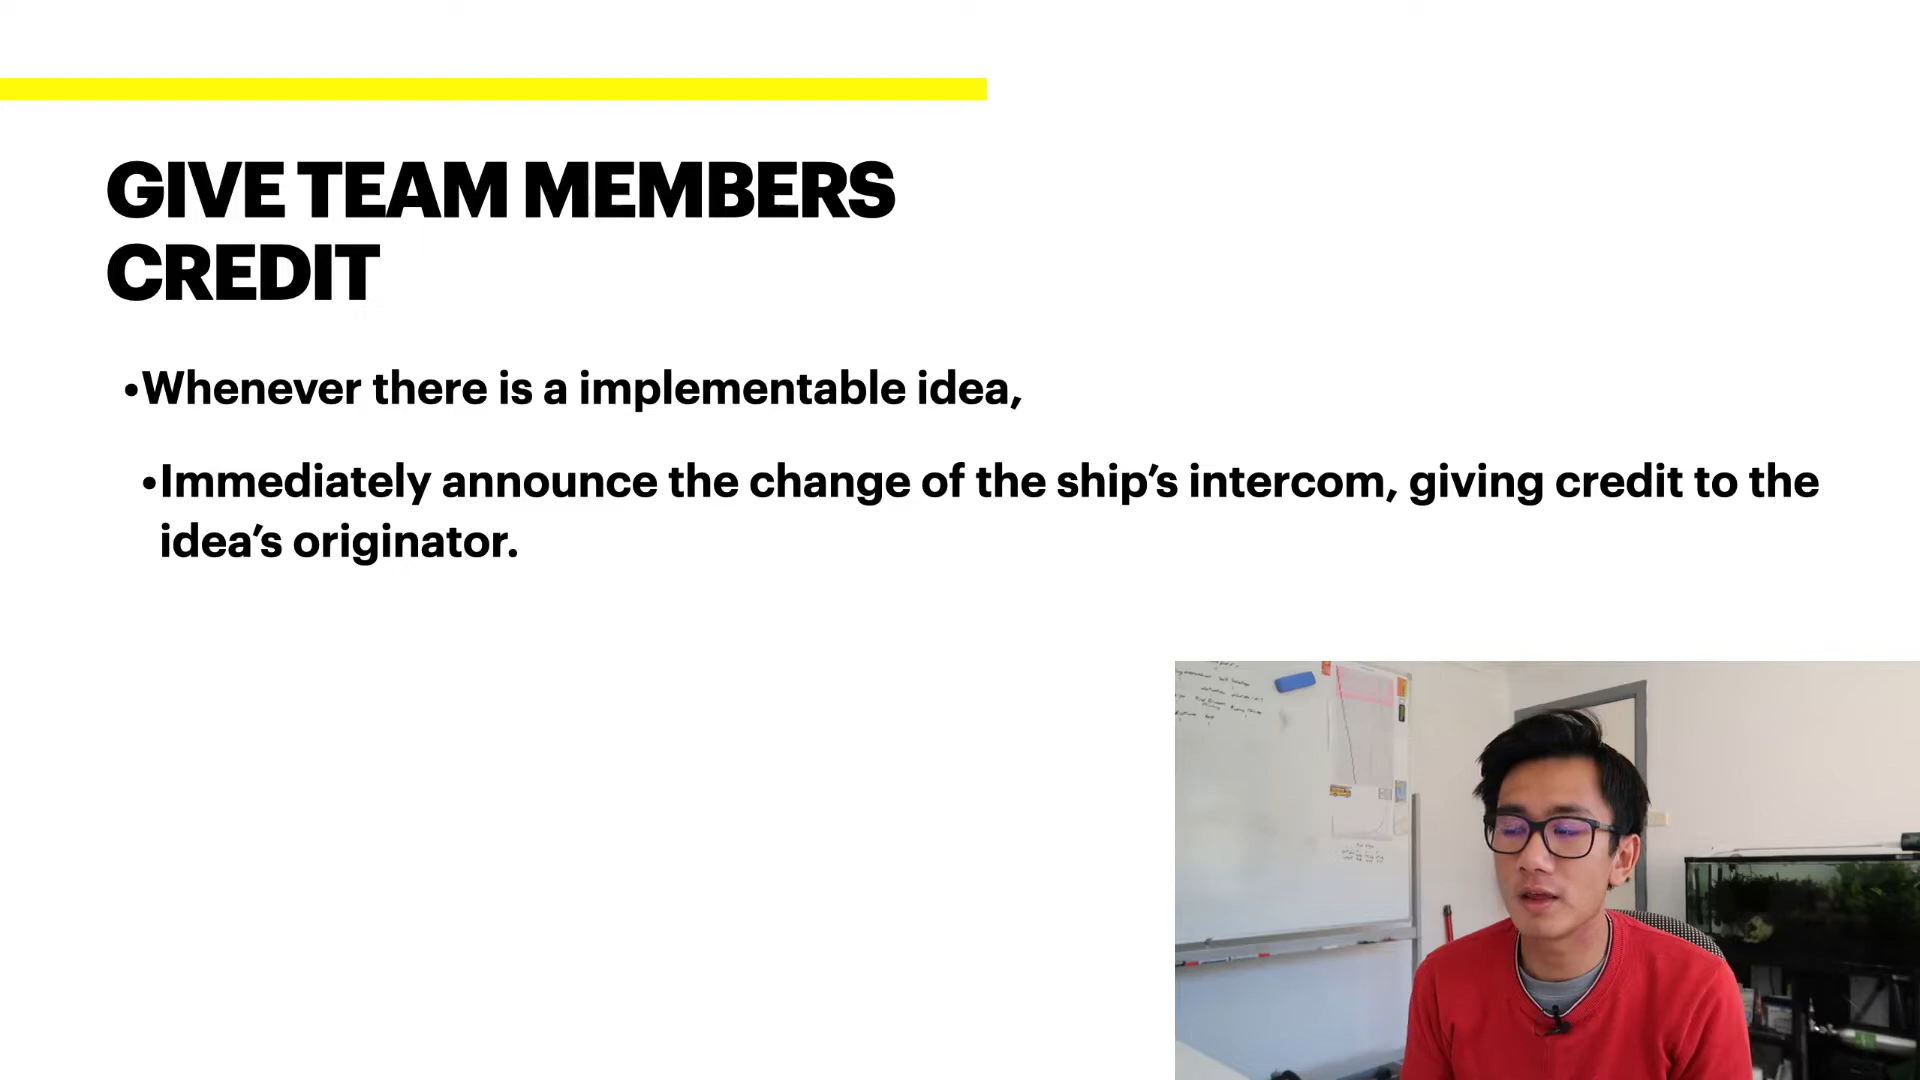 GIVE TEAM MEMBERS
CREDIT
•Whenever there is a implementable idea,
•Immediately announce the change of the ship’s intercom, giving credit to the
idea’s originator.